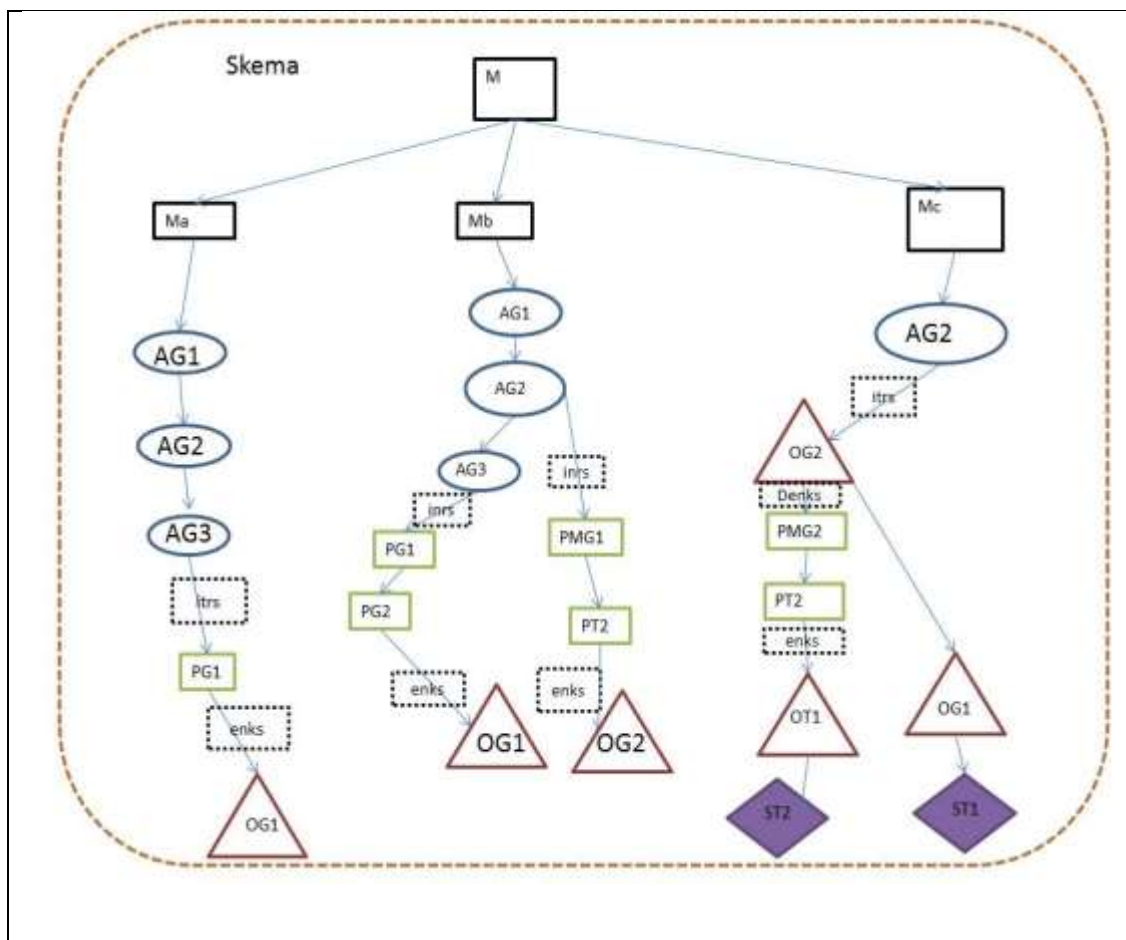 Skema
M
Ma
Mb
Mc
AG1
AG2
AG3
itrs
PG1
enks
OG1
AG1
AG2
AG3
inrs
PG1
PG2
enks
OG1
inrs
PMG1
PT2
enks
OG2
AG2
itrs
OG2
Denks
PMG2
PT2
enks
OT1
ST2
OG1
ST1